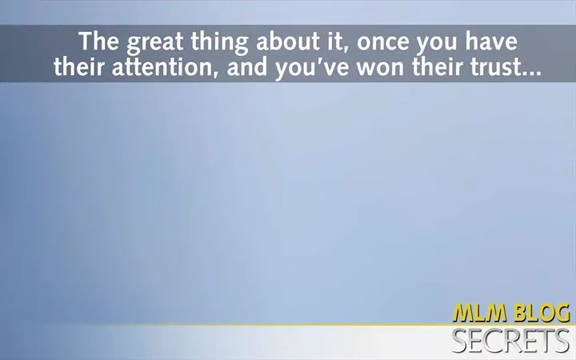 The great thing about it, once you have
their attention, and you've won their trust...
MLM BLOG
SECRETS